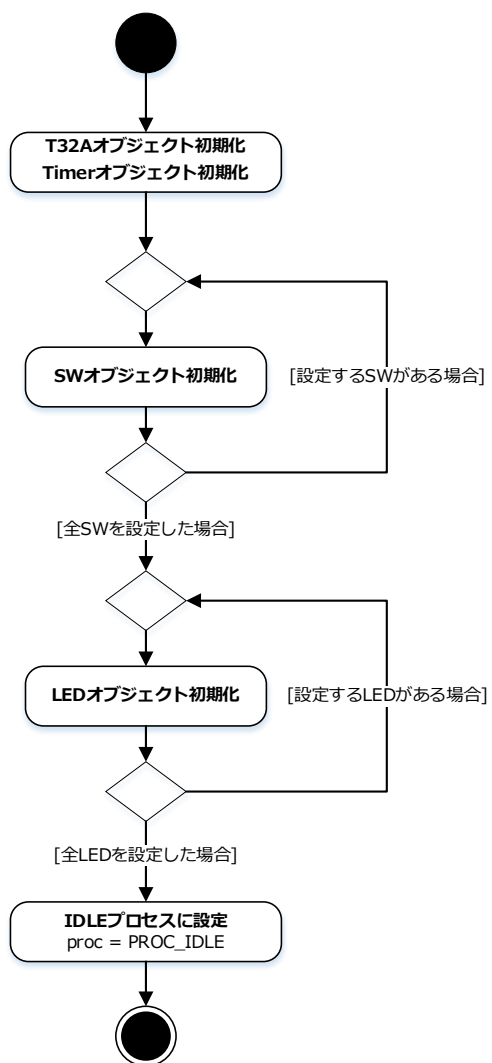 T32Aオブジェクト初期化
Timerオブジェクト初期化
SWオブジェクト初期化
[設定するSWがある場合]
[全SWを設定した場合]
LEDオブジェクト初期化
[設定するLEDがある場合]
[全LEDを設定した場合]
IDLEプロセスに設定
proc = PROC_IDLE